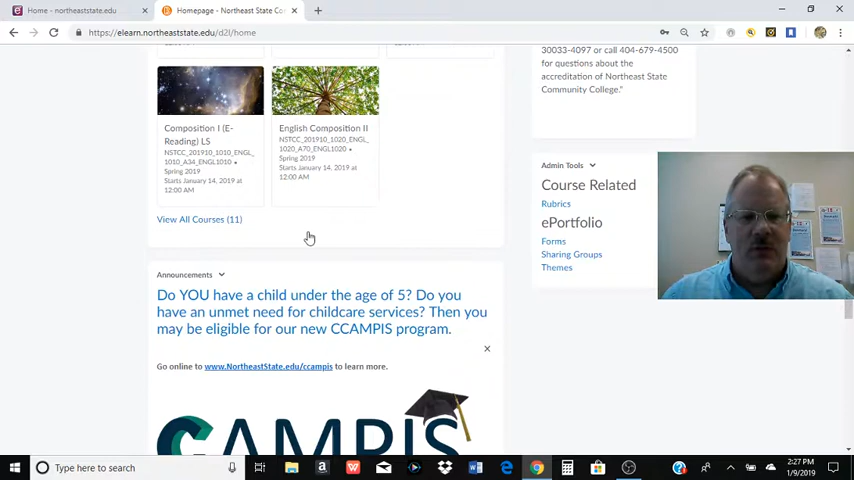 Home - northeaststate.edu
Homepage - Northeast State Co
https://elearn.northeaststate.edu/d2l/home
30033-4097 or call 404-679-4500
for questions about the
accreditation of Northeast State
Community College."
12:00 AM
Composition I (E-
Reading) LS
NSTCC_201910_1010_ENGL_
1010_A34_ENGL1010 •
Spring 2019
Starts January 14, 2019 at
12:00 AM
English Composition II
NSTCC_201910_1020_ENGL_
1020_A70_ENGL1020 •
Spring 2019
Starts January 14, 2019 at
12:00 AM
View All Courses (11)
Admin Tools
Course Related
Rubrics
ePortfolio
Forms
Sharing Groups
Themes
Announcements
Do YOU have a child under the age of 5? Do you
have an unmet need for childcare services? Then you
may be eligible for our new CCAMPIS program.
Go online to www.NortheastState.edu/ccampis to learn more.
CAMPIS
Type here to search
2:27 PM
1/9/2019